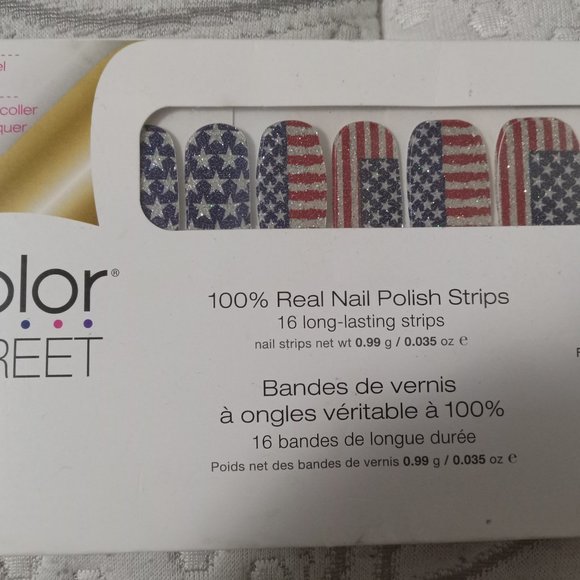 coller
olor®
REET
100% Real Nail Polish Strips
16 long-lasting strips
nail strips net wt 0.99 g / 0.035 oz e
Bandes de vernis
à ongles véritable à 100%
16 bandes de longue durée
Poids net des bandes de vernis 0.99 g / 0.035 oz e